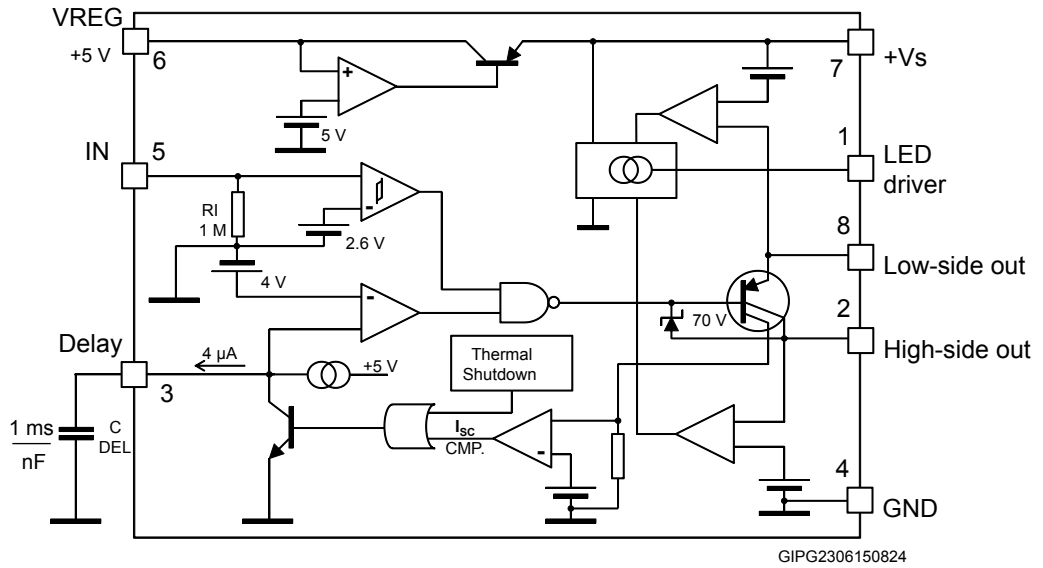 VREG
+5 V
6
+
5 V
7
+Vs
IN
5
1
LED
driver
RI
1 M
-
2.6 V
8
4 V
Low-side out
-
2
70 V
High-side out
Delay
4 µA
+5 V
3
Thermal
Shutdown
1 ms
nF
C
DEL
ISC
CMP.
-
4
GND
GIPG2306150824